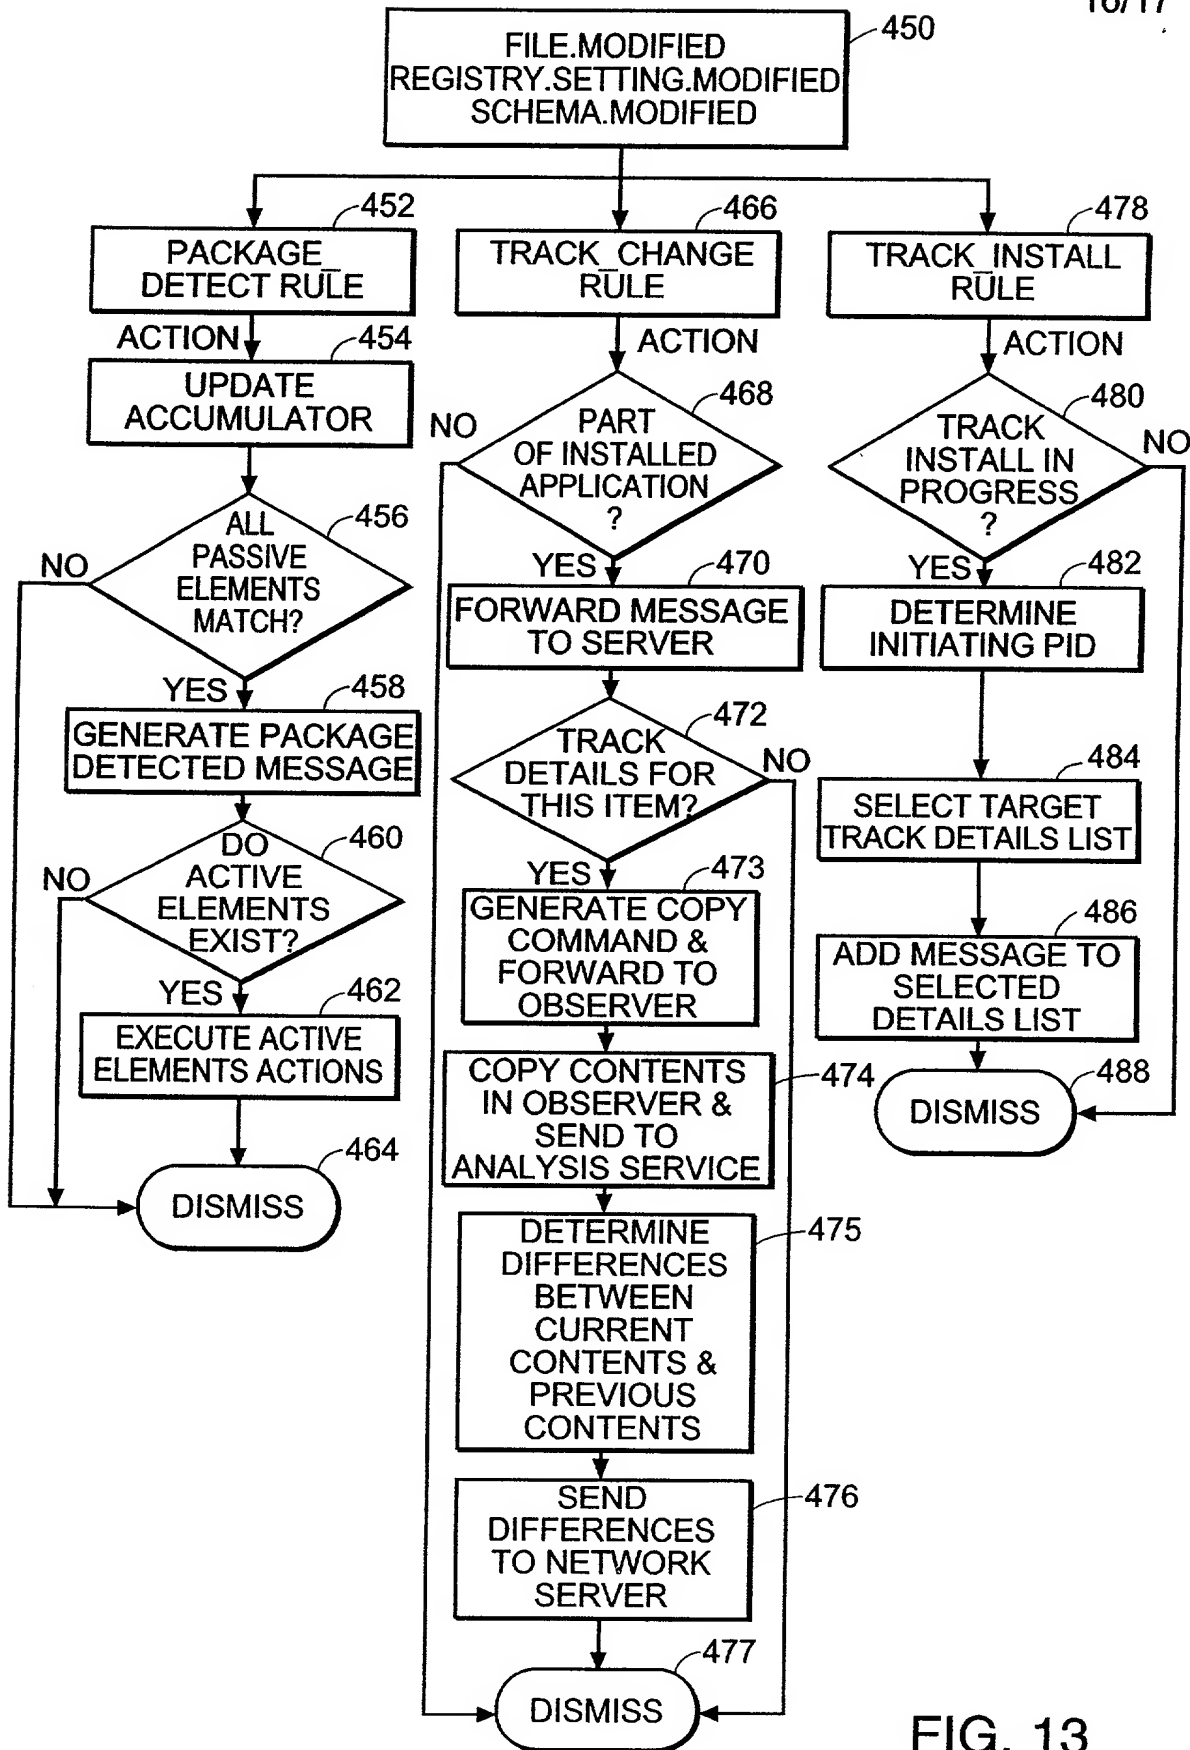 16/17
450
FILE.MODIFIED
REGISTRY.SETTING.MODIFIED
SCHEMA.MODIFIED
452
PACKAGE_
DETECT RULE
ACTION
454
UPDATE
ACCUMULATOR
456
ALL
PASSIVE
ELEMENTS
MATCH?
NO
YES
458
GENERATE PACKAGE
DETECTED MESSAGE
460
DO
ACTIVE
ELEMENTS
EXIST?
NO
YES
462
EXECUTE ACTIVE
ELEMENTS ACTIONS
464
DISMISS
466
TRACK_CHANGE
RULE
ACTION
468
NO
PART
OF INSTALLED
APPLICATION
?
YES
470
FORWARD MESSAGE
TO SERVER
472
TRACK
DETAILS FOR
THIS ITEM?
NO
YES
473
GENERATE COPY
COMMAND &
FORWARD TO
OBSERVER
474
COPY CONTENTS
IN OBSERVER &
SEND TO
ANALYSIS SERVICE
475
DETERMINE
DIFFERENCES
BETWEEN
CURRENT
CONTENTS &
PREVIOUS
CONTENTS
476
SEND
DIFFERENCES
TO NETWORK
SERVER
477
DISMISS
478
TRACK_INSTALL
RULE
ACTION
480
TRACK
INSTALL IN
PROGRESS
?
NO
YES
482
DETERMINE
INITIATING PID
484
SELECT TARGET
TRACK DETAILS LIST
486
ADD MESSAGE TO
SELECTED
DETAILS LIST
488
DISMISS
FIG. 13